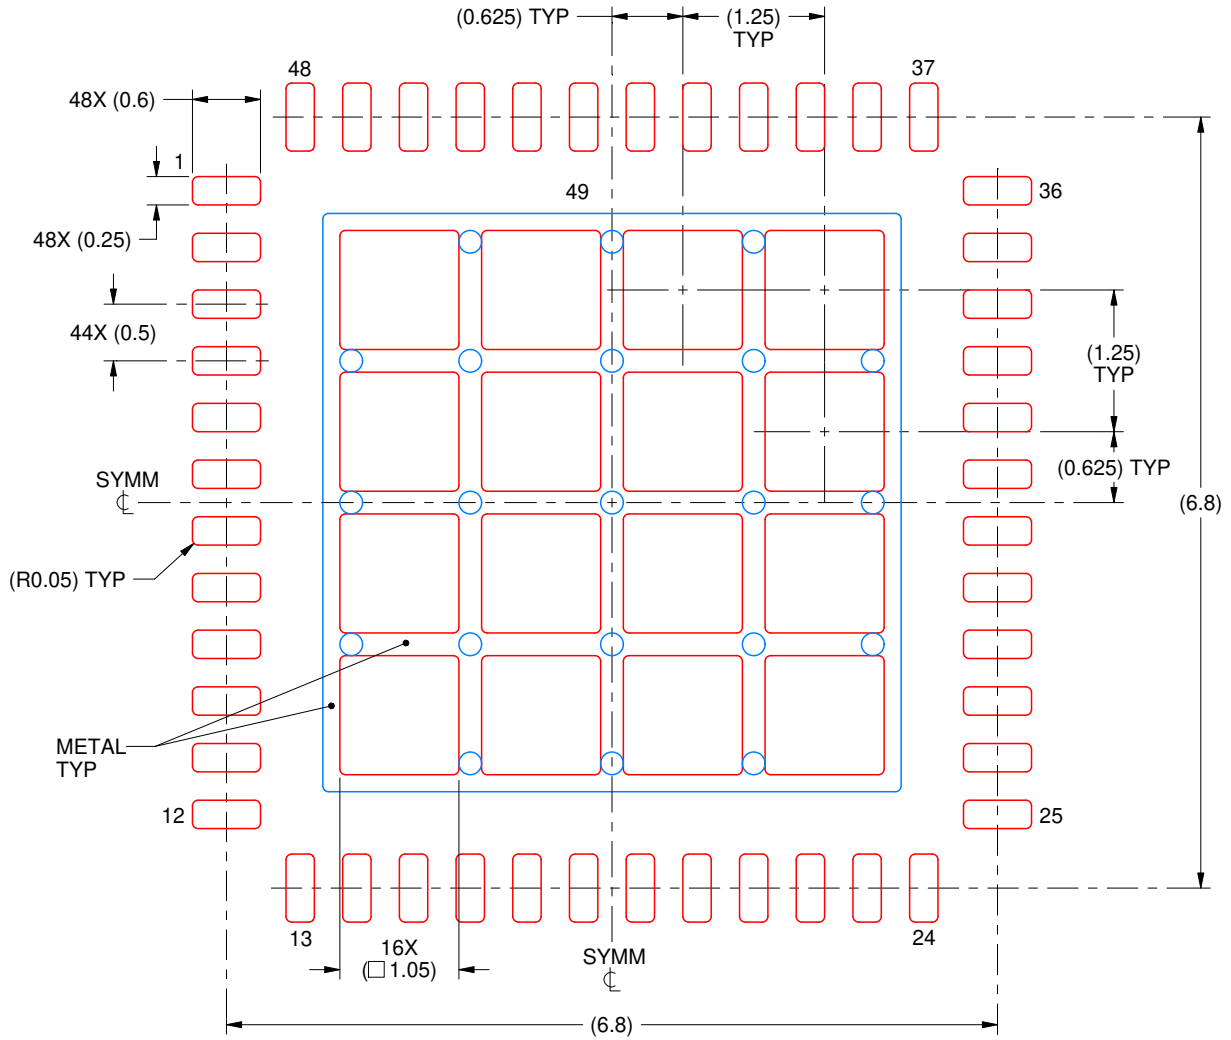 (0.625) TYP
(1.25)
TYP
48
37
48X (0.6)
1
49
36
48X (0.25)
44X (0.5)
(1.25)
TYP
(0.625) TYP
SYMM
℄
(6.8)
(R0.05) TYP
METAL
TYP
12
25
13
24
16X
(□ 1.05)
SYMM
℄
(6.8)